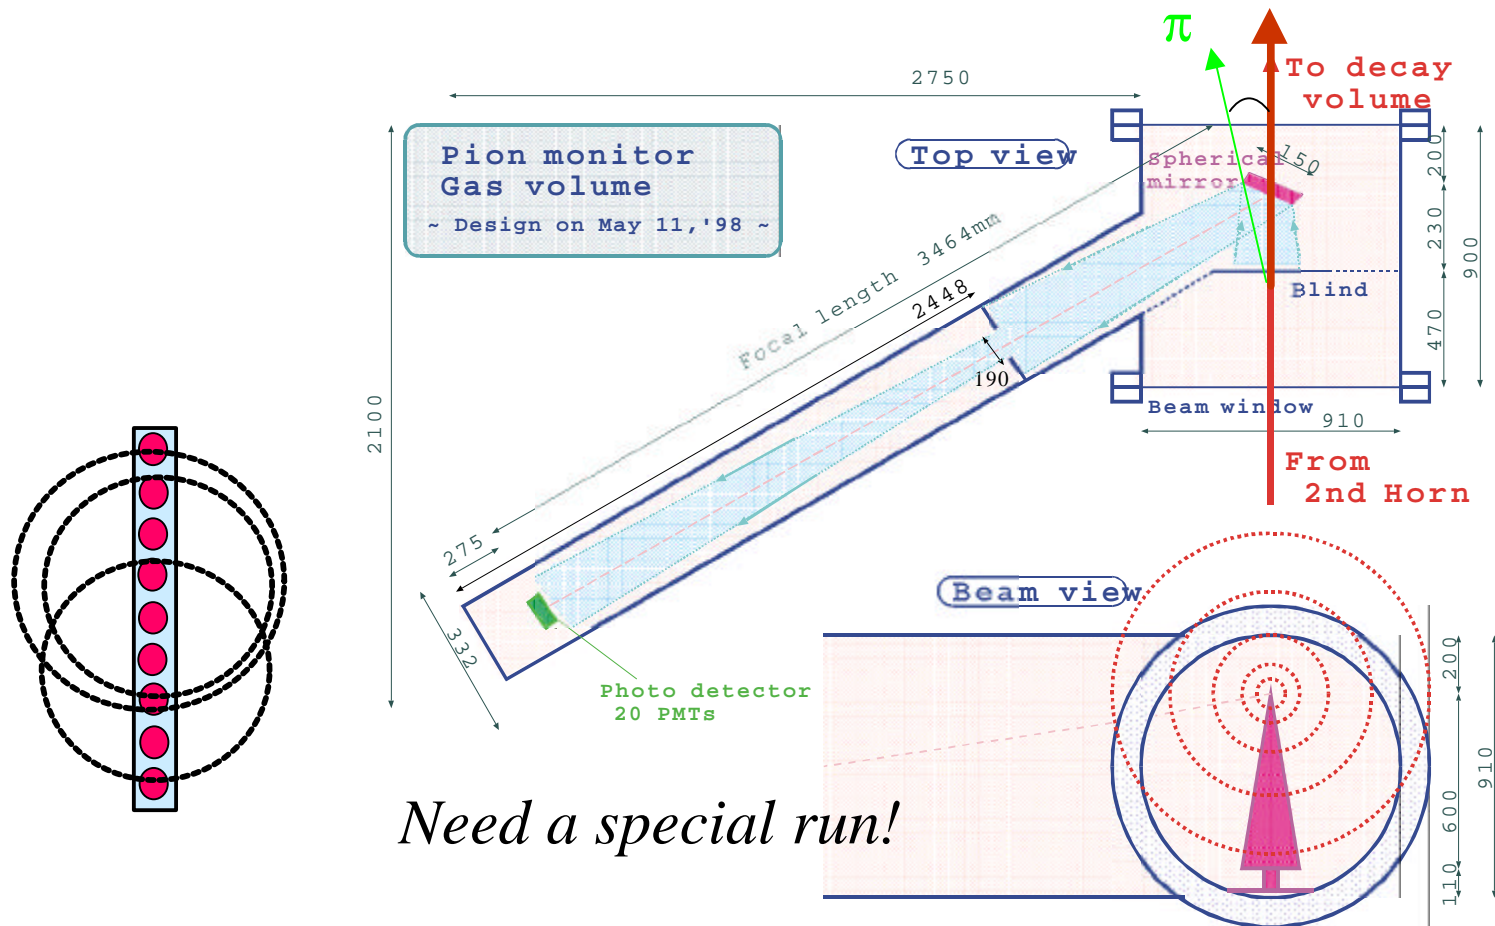 π
To decay
volume
2750
Pion monitor
Gas volume
~ Design on May 11,'98 ~
Top view
Spherical
mirror
150
200
230
470
900
Focal length 3464mm
2448
190
Blind
Beam window
910
2100
From
2nd Horn
275
332
Beam view
Photo detector
20 PMTs
200
600
110
910
Need a special run!